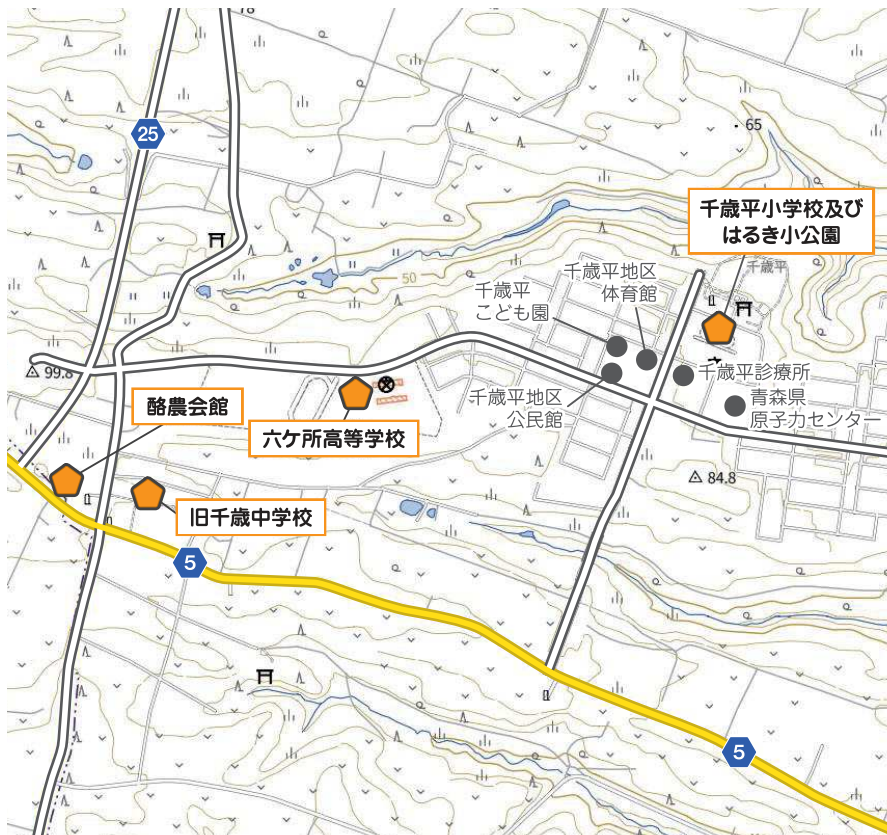 78
25
65
千歳平小学校及び
はるき小公園
千歳平
50
千歳平地区
体育館
千歳平
こども園
99.8
千歳平診療所
千歳平地区
公民館
青森県
原子力センター
酪農会館
六ケ所高等学校
84.8
旧千歳中学校
5
5